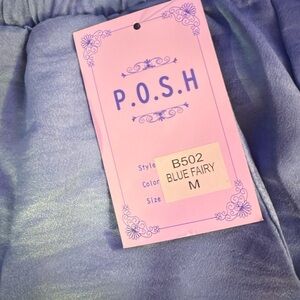 P.O.S.H
Style B502
Color BLUE FAIRY
Size M